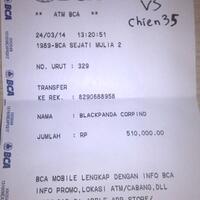 BCA
VS
chien35
** ATM BCA **
24/03/14 13:20:51
1989-BCA SEJATI MULIA 2
NO. URUT : 329
TRANSFER
KE REK. : 8290688958
NAMA : BLACKPANDA CORPIND
JUMLAH : RP 510,000.00
BCA MOBILE LENGKAP DENGAN INFO BCA
INFO PROMO,LOKASI ATM/CABANG,DLL